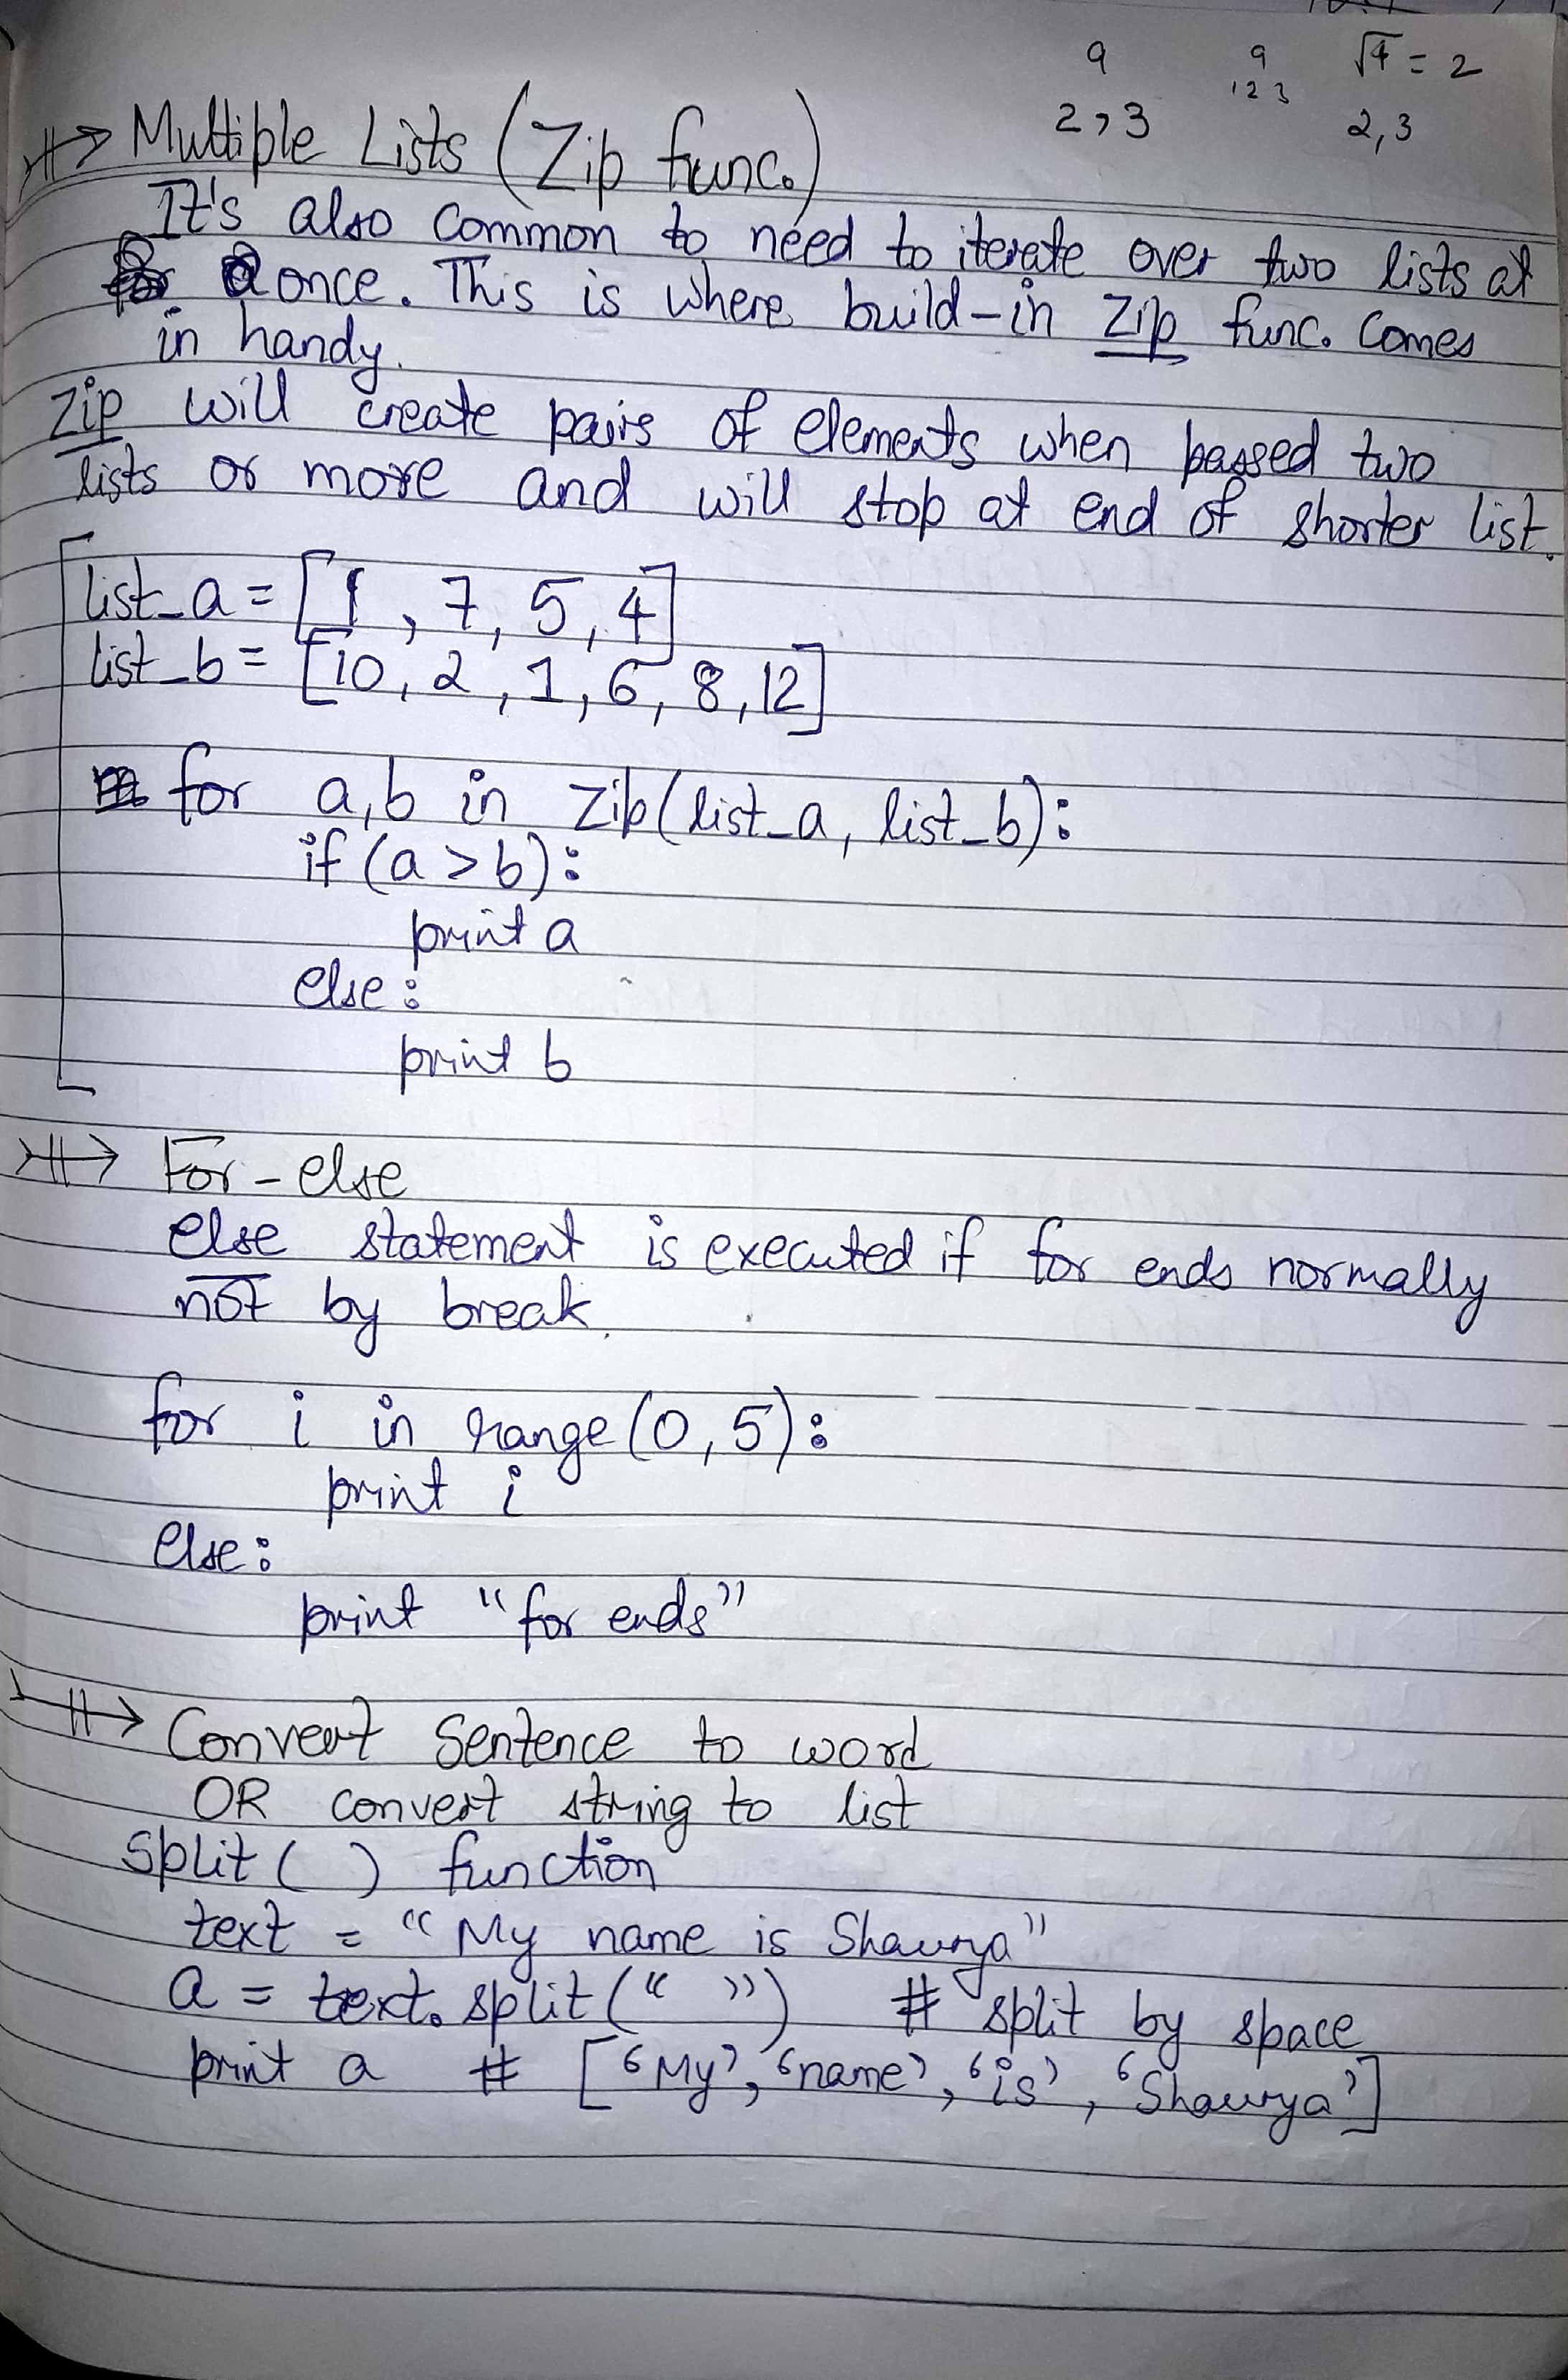 9 9 √4 = 2
2,3 1 2 3 2,3
Multiple Lists (Zip func.)
It's also common to need to iterate over two lists at
once. This is where build-in Zip func. comes
in handy.
Zip will create pairs of elements when passed two
lists or more and will stop at end of shorter list.
list_a = [1, 7, 5, 4]
list_b = [10, 2, 1, 6, 8, 12]
for a,b in zip(list_a, list_b):
if (a > b):
print a
else:
print b
For-else
else statement is executed if for ends normally
not by break.
for i in range(0, 5):
print i
else:
print "for ends"
Convert Sentence to word
OR convert string to list
Split( ) function
text = "My name is Shaurya"
a = text.split(" ") # split by space
print a # ['My', 'name', 'is', 'Shaurya']